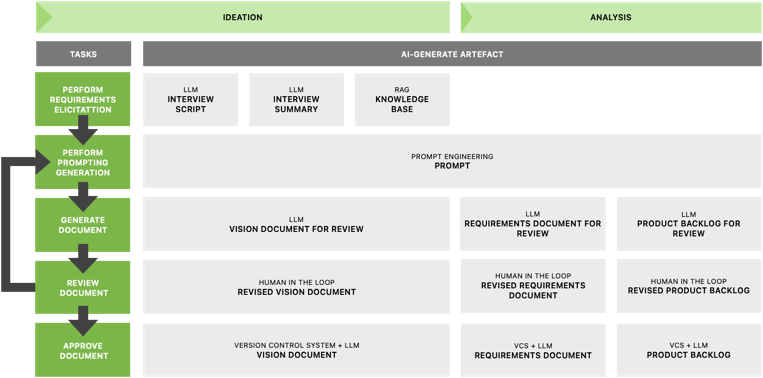 IDEATION
ANALYSIS
TASKS
AI-GENERATE ARTEFACT
PERFORM
REQUIREMENTS
ELICITATTION
LLM
INTERVIEW
SCRIPT
LLM
INTERVIEW
SUMMARY
RAG
KNOWLEDGE
BASE
PERFORM
PROMPTING
GENERATION
PROMPT ENGINEERING
PROMPT
GENERATE
DOCUMENT
LLM
VISION DOCUMENT FOR REVIEW
LLM
REQUIREMENTS DOCUMENT FOR
REVIEW
LLM
PRODUCT BACKLOG FOR
REVIEW
REVIEW
DOCUMENT
HUMAN IN THE LOOP
REVISED VISION DOCUMENT
HUMAN IN THE LOOP
REVISED REQUIREMENTS
DOCUMENT
HUMAN IN THE LOOP
REVISED PRODUCT BACKLOG
APPROVE
DOCUMENT
VERSION CONTROL SYSTEM + LLM
VISION DOCUMENT
VCS + LLM
REQUIREMENTS DOCUMENT
VCS + LLM
PRODUCT BACKLOG